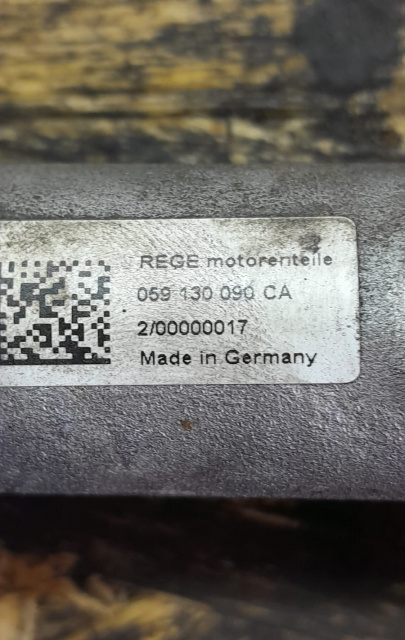 REGE motorenteile
059 130 090 CA
2/00000017
Made in Germany